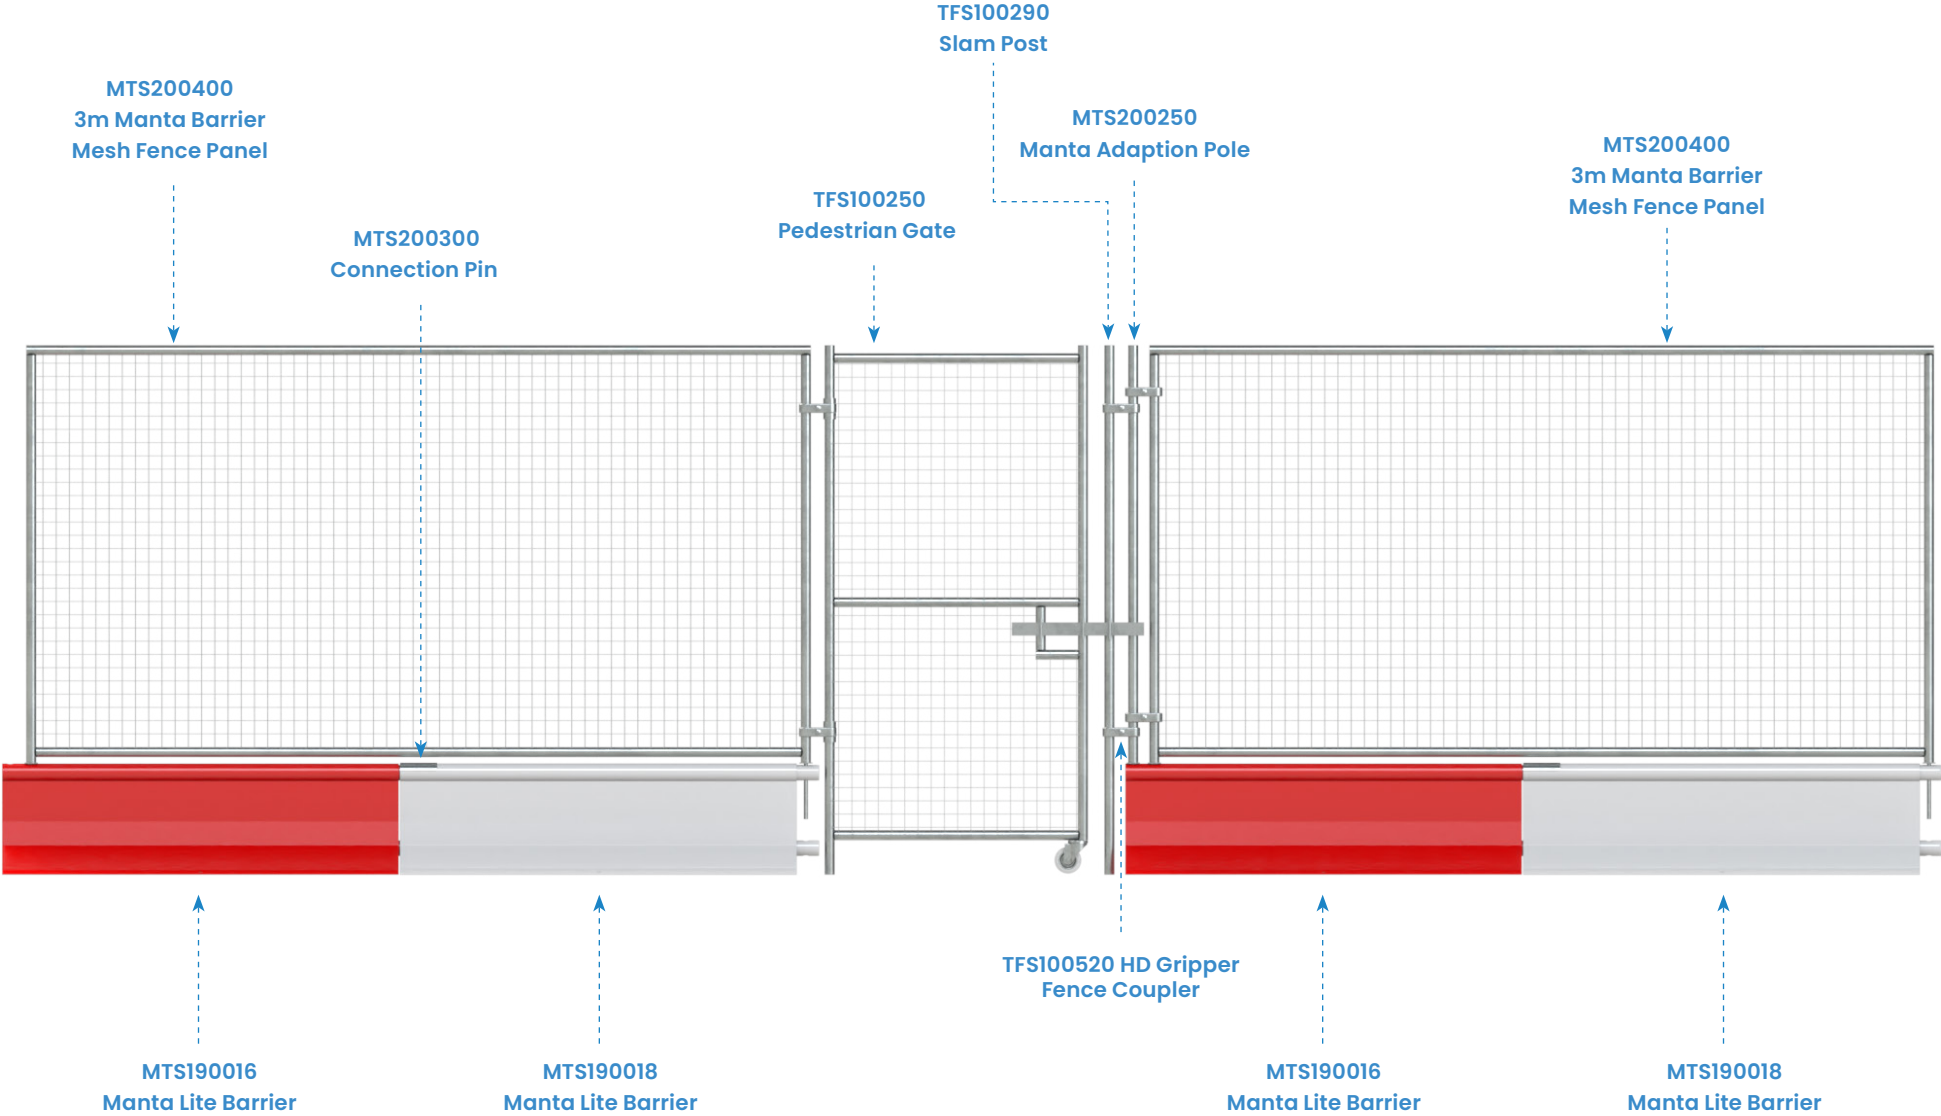 TFS100290
Slam Post
MTS200400
3m Manta Barrier
Mesh Fence Panel
MTS200250
Manta Adaption Pole
MTS200400
3m Manta Barrier
Mesh Fence Panel
TFS100250
Pedestrian Gate
MTS200300
Connection Pin
TFS100520 HD Gripper
Fence Coupler
MTS190016
Manta Lite Barrier
MTS190018
Manta Lite Barrier
MTS190016
Manta Lite Barrier
MTS190018
Manta Lite Barrier